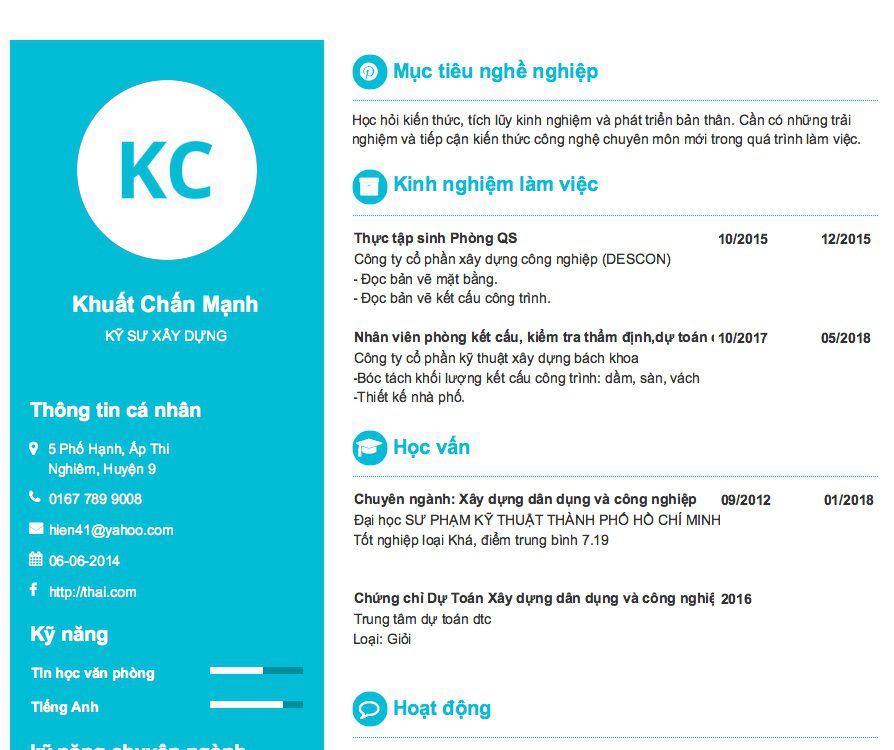 KC
Khuất Chấn Mạnh
KỸ SƯ XÂY DỰNG
Thông tin cá nhân
5 Phố Hạnh, Ấp Thi
Nghiêm, Huyện 9
0167 789 9008
hien41@yahoo.com
06-06-2014
http://thai.com
Kỹ năng
Tin học văn phòng
Tiếng Anh
kỹ năng chuyên ngành
Mục tiêu nghề nghiệp
Học hỏi kiến thức, tích lũy kinh nghiệm và phát triển bản thân. Cần có những trải
nghiệm và tiếp cận kiến thức công nghệ chuyên môn mới trong quá trình làm việc.
Kinh nghiệm làm việc
Thực tập sinh Phòng QS 10/2015 12/2015
Công ty cổ phần xây dựng công nghiệp (DESCON)
- Đọc bản vẽ mặt bằng.
- Đọc bản vẽ kết cấu công trình.
Nhân viên phòng kết cấu, kiểm tra thẩm định,dự toán 10/2017 05/2018
Công ty cổ phần kỹ thuật xây dựng bách khoa
-Bóc tách khối lượng kết cấu công trình: dầm, sàn, vách
-Thiết kế nhà phố.
Học vấn
Chuyên ngành: Xây dựng dân dụng và công nghiệp 09/2012 01/2018
Đại học SƯ PHẠM KỸ THUẬT THÀNH PHỐ HỒ CHÍ MINH
Tốt nghiệp loại Khá, điểm trung bình 7.19
Chứng chỉ Dự Toán Xây dựng dân dụng và công nghiệ 2016
Trung tâm dự toán dtc
Loại: Giỏi
Hoạt động